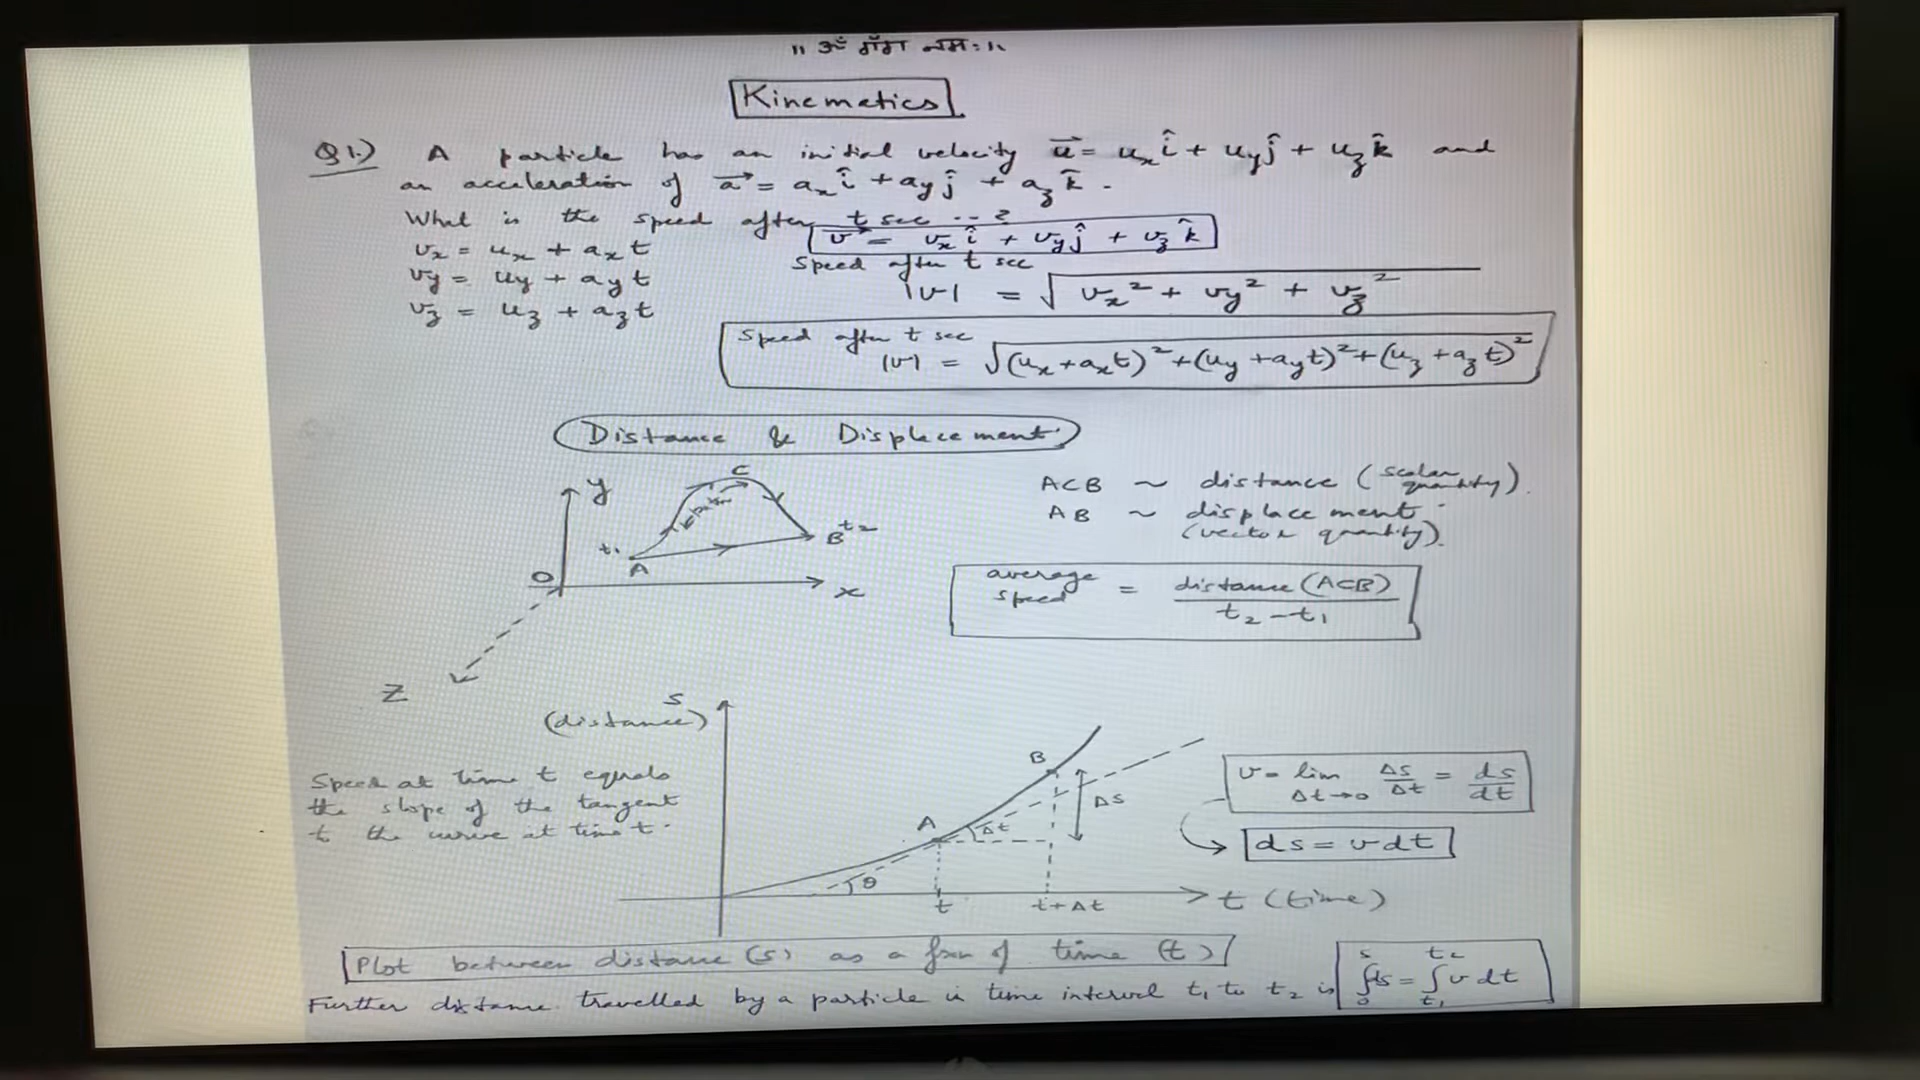 ॥ ॐ गँग नमः॥
Kinematics
Q1.) A particle has an initial velocity u⃗ = uₓî + u_yĵ + u_zk̂ and
an acceleration of a⃗ = aₓî + a_yĵ + a_zk̂.
What is the speed after t sec --?
vₓ = uₓ + aₓt
v_y = u_y + a_yt
v_z = u_z + a_zt
v⃗ = vₓî + v_yĵ + v_zk̂
Speed after t sec
|v| = √(vₓ² + v_y² + v_z²)
Speed after t sec
|v| = √((uₓ+aₓt)²+(u_y+a_yt)²+(u_z+a_zt)²)
Distance & Displacement
y
C
t₁
A
B t₂
O
x
Z
ACB ~ distance (scalar quantity).
AB ~ displacement
(vector quantity).
average speed = distance (ACB) / t₂-t₁
s
(distance)
Speed at time t equals
the slope of the tangent
t the curve at time t.
B
A
Δt
Δs
θ
t
t+Δt
t (time)
v = lim Δt→0 Δs/Δt = ds/dt
ds = v dt
Plot between distance (s) as a fxn of time (t)
Further distance travelled by a particle in time interval t₁ to t₂ is ∫₀ˢ ds = ∫_t₁^t₂ v dt